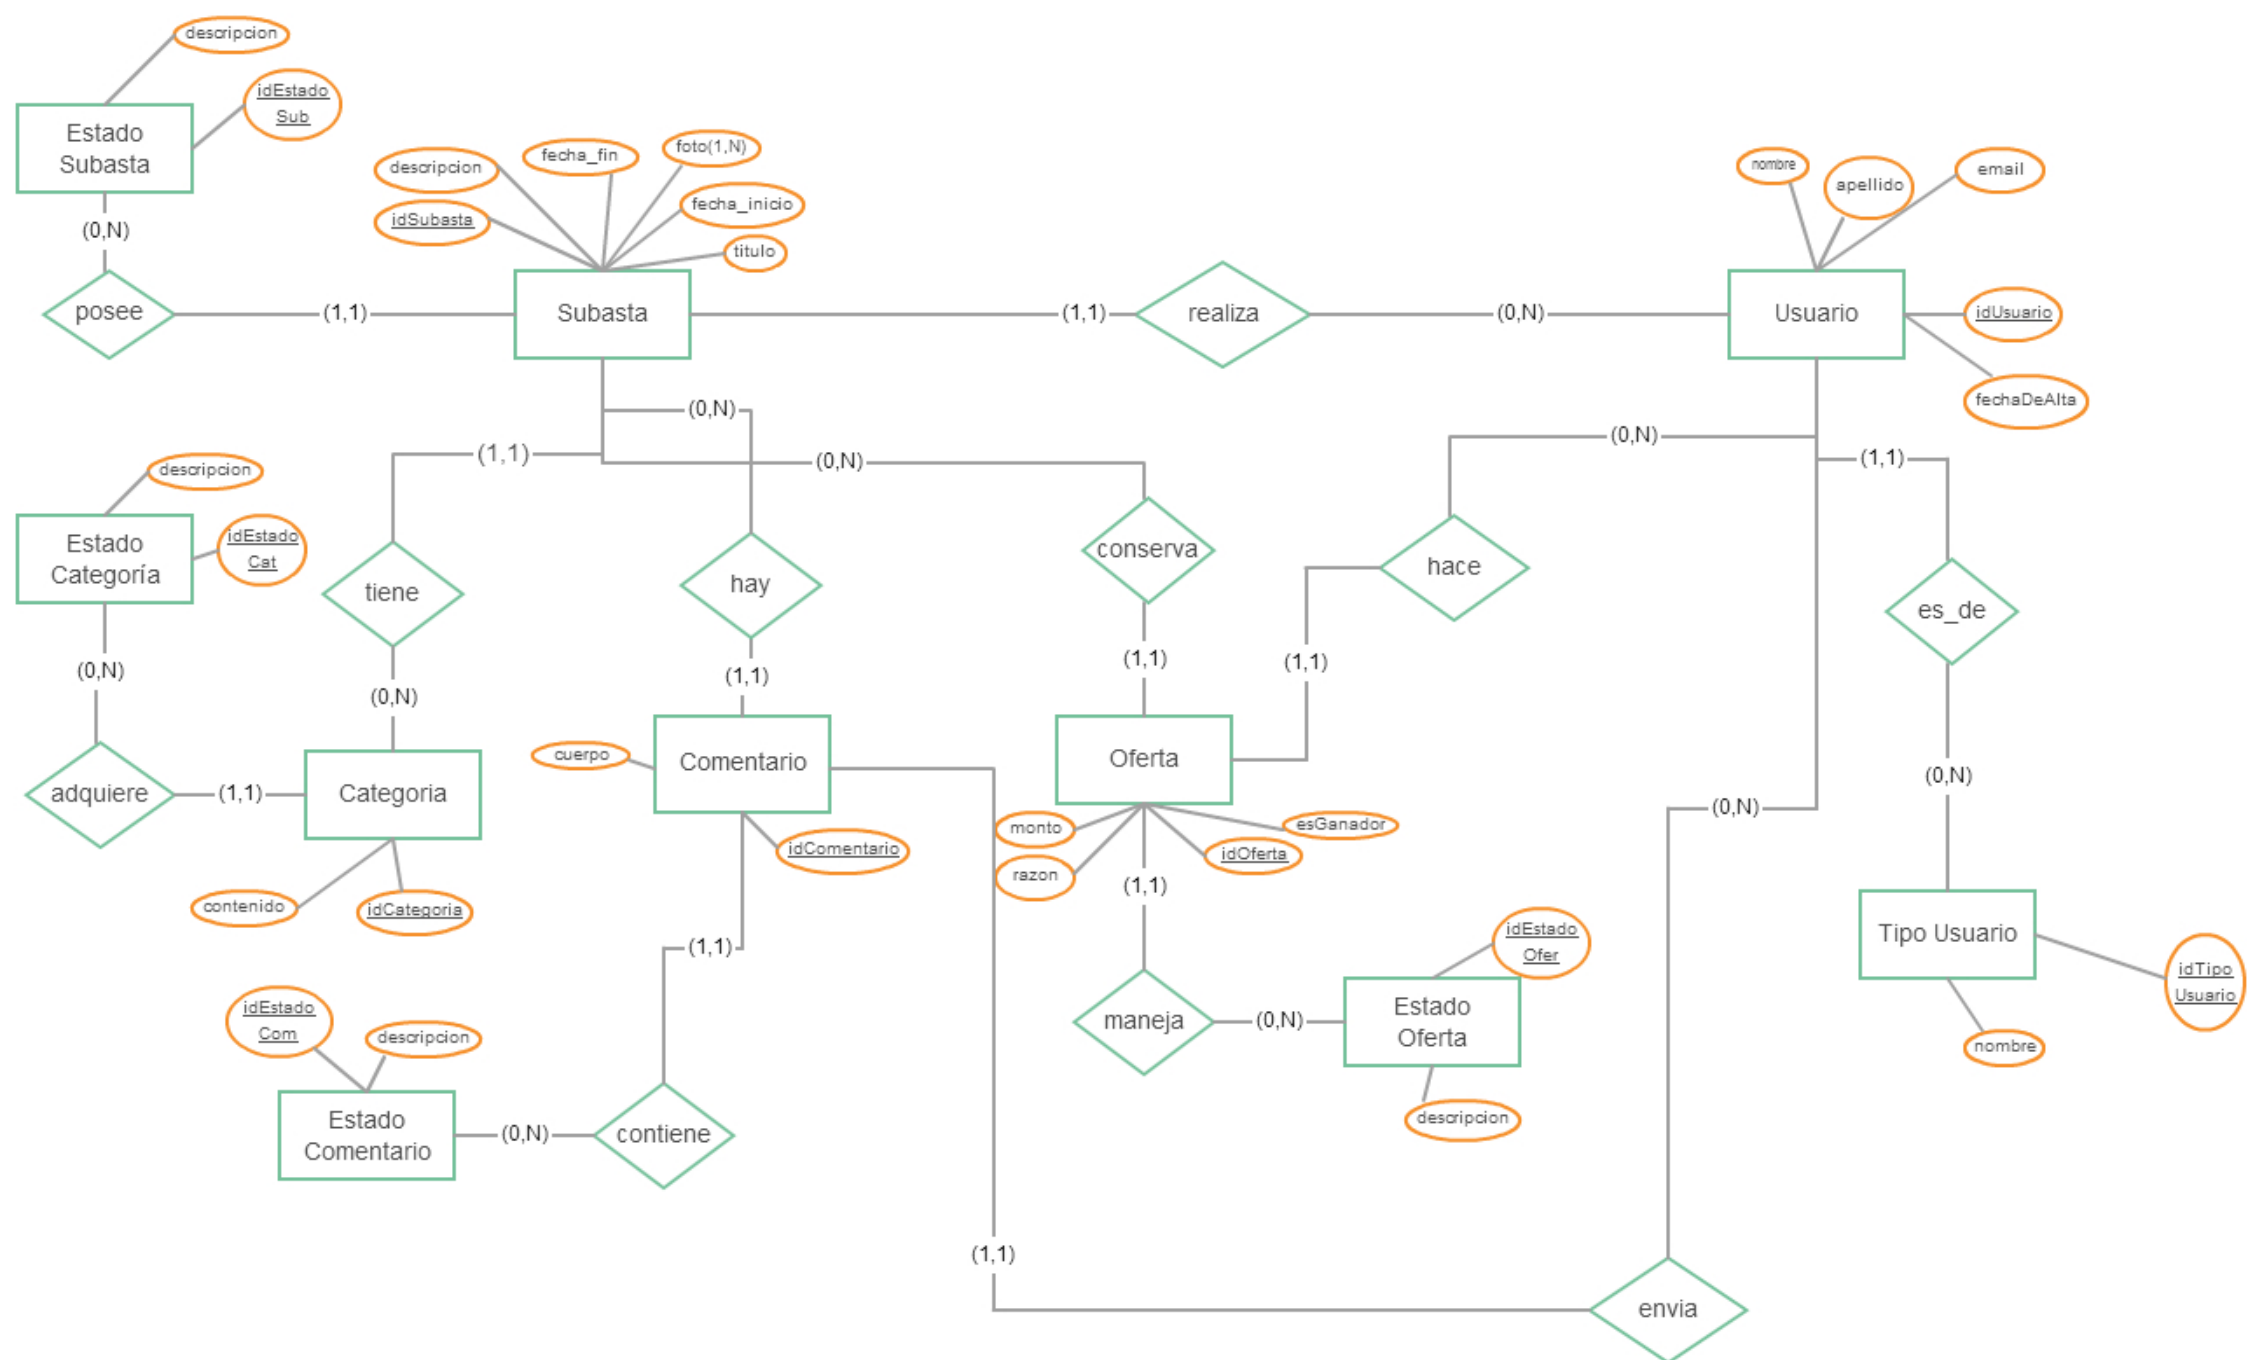 descripcion
idEstado
Sub
Estado
Subasta
(0,N)
posee
(1,1)
descripcion
fecha_fin
foto(1,N)
idSubasta
fecha_inicio
titulo
Subasta
(1,1)
realiza
(0,N)
nombre
apellido
email
Usuario
idUsuario
fechaDeAlta
(0,N)
(1,1)
(0,N)
(0,N)
(1,1)
descripcion
idEstado
Cat
Estado
Categoría
tiene
hay
conserva
hace
es_de
(0,N)
(0,N)
(1,1)
(1,1)
(1,1)
(0,N)
adquiere
(1,1)
Categoria
cuerpo
Comentario
Oferta
(0,N)
contenido
idCategoria
idComentario
monto
razon
idOferta
esGanador
(1,1)
(1,1)
idEstado
Ofer
Tipo Usuario
idTipo
Usuario
nombre
idEstado
Com
descripcion
maneja
(0,N)
Estado
Oferta
descripcion
Estado
Comentario
(0,N)
contiene
(1,1)
envia